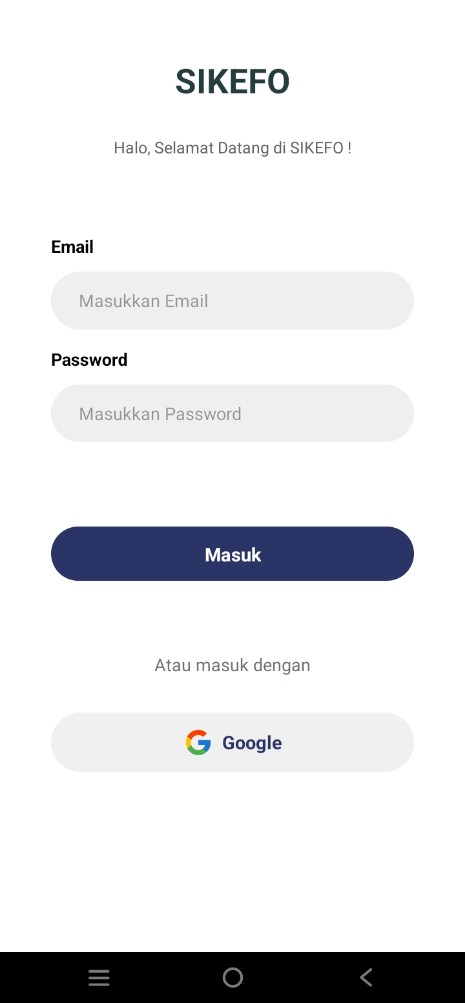 SIKEFO
Halo, Selamat Datang di SIKEFO !
Email
Masukkan Email
Password
Masukkan Password
Masuk
Atau masuk dengan
Google